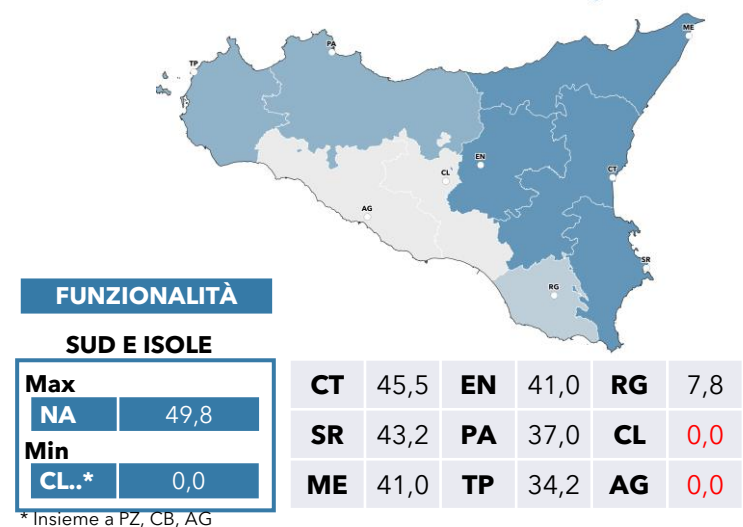 ME
PA
TP
EN
CL
CT
AG
SR
RG
FUNZIONALITÀ
SUD E ISOLE
Max
NA 49,8
Min
CL..* 0,0
* Insieme a PZ, CB, AG
CT 45,5 EN 41,0 RG 7,8
SR 43,2 PA 37,0 CL 0,0
ME 41,0 TP 34,2 AG 0,0